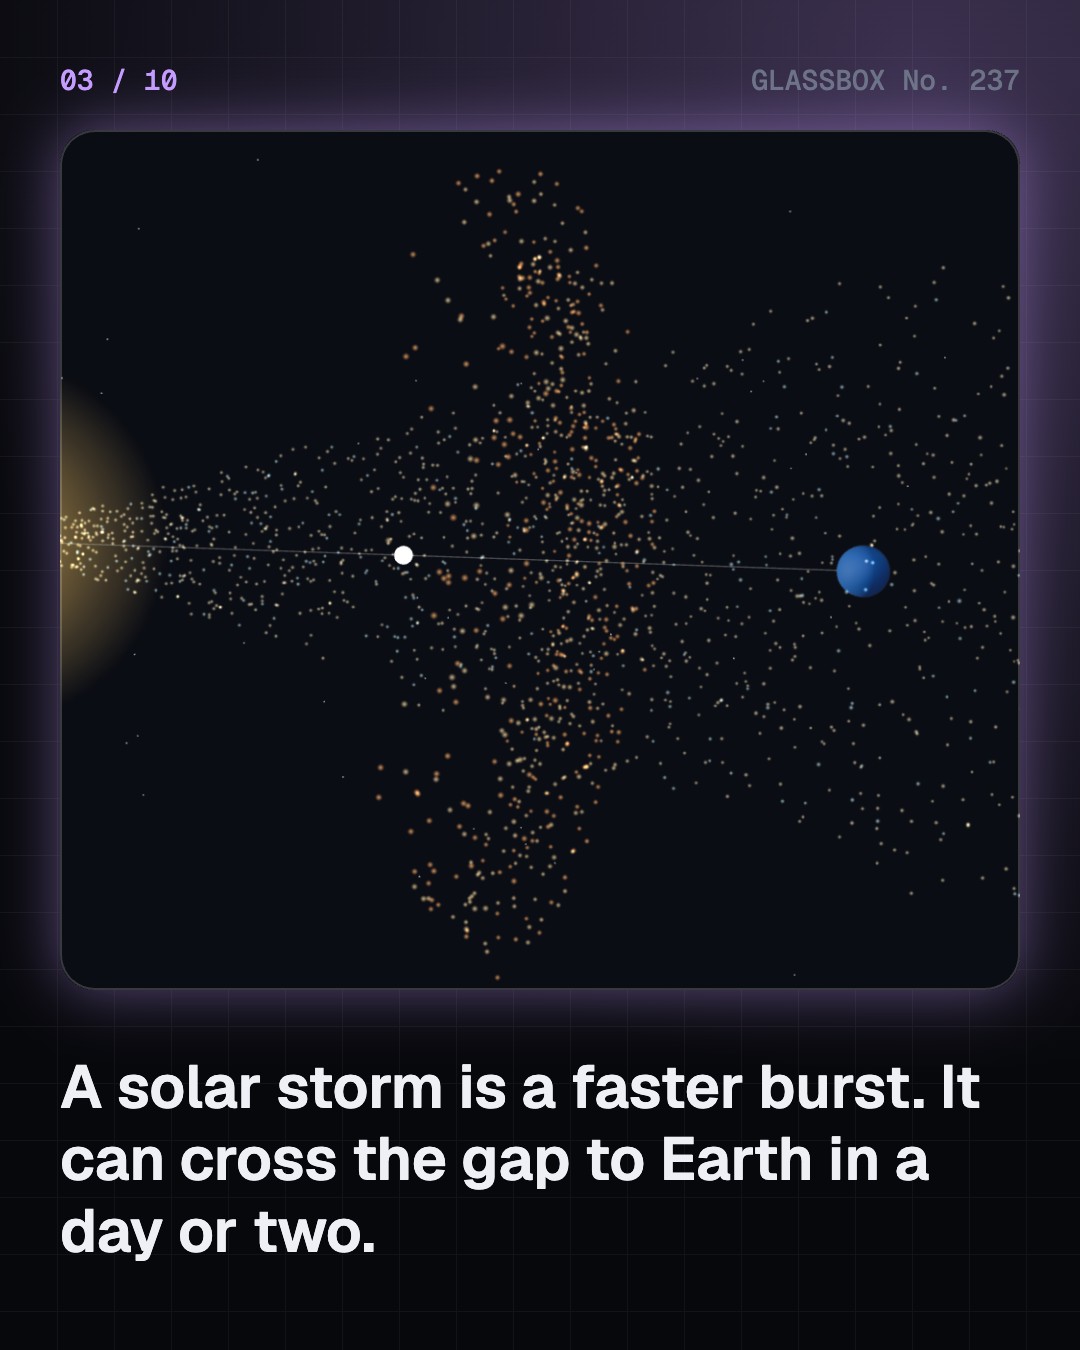 03 / 10
GLASSBOX No. 237
A solar storm is a faster burst. It
can cross the gap to Earth in a
day or two.